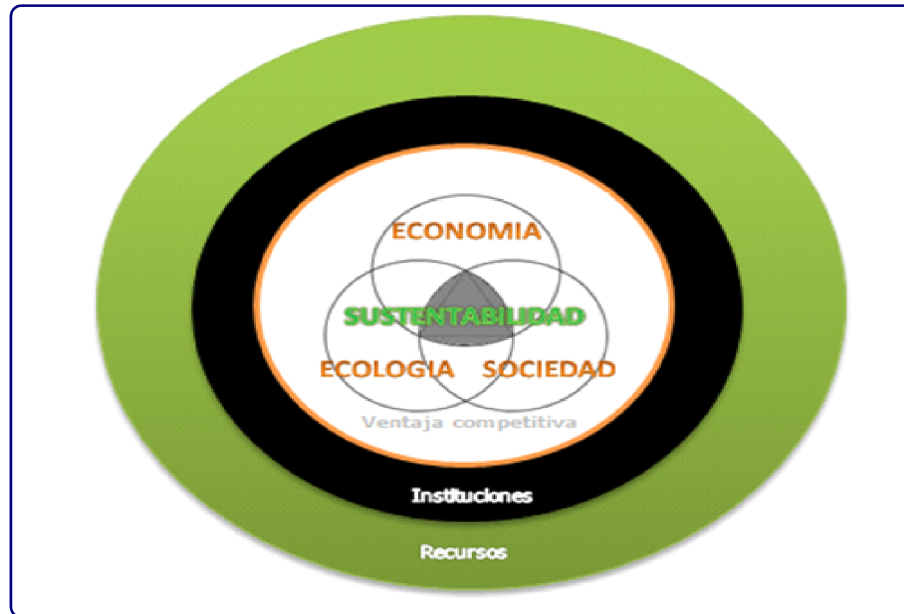 ECONOMIA
SUSTENTABILIDAD
ECOLOGIA SOCIEDAD
Ventaja competitiva
Instituciones
Recursos